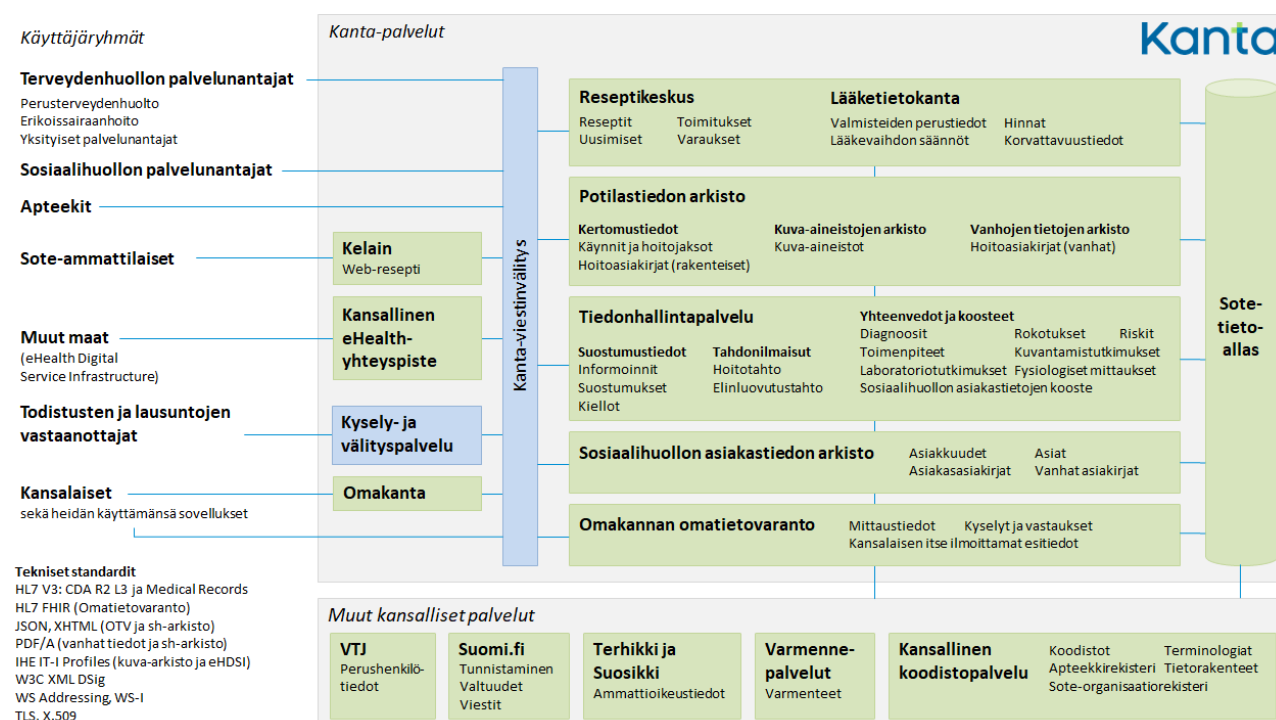 Käyttäjäryhmät
Terveydenhuollon palvelunantajat
Perusterveydenhuolto
Erikoissairaanhoito
Yksityiset palvelunantajat
Sosiaalihuollon palvelunantajat
Apteekit
Sote-ammattilaiset
Muut maat
(eHealth Digital
Service Infrastructure)
Todistusten ja lausuntojen
vastaanottajat
Kansalaiset
sekä heidän käyttämänsä sovellukset
Tekniset standardit
HL7 V3: CDA R2 L3 ja Medical Records
HL7 FHIR (Omatietovaranto)
JSON, XHTML (OTV ja sh-arkisto)
PDF/A (vanhat tiedot ja sh-arkisto)
IHE IT-I Profiles (kuva-arkisto ja eHDSI)
W3C XML DSig
WS Addressing, WS-I
TLS, X.509
Kanta-palvelut
Kanta
Kelain
Web-resepti
Kansallinen
eHealth-
yhteyspiste
Kysely- ja
välityspalvelu
Omakanta
Kanta-viestinvälitys
Reseptikeskus
Reseptit Toimitukset
Uusimiset Varaukset
Lääketietokanta
Valmisteiden perustiedot Hinnat
Lääkevaihdon säännöt Korvattavuustiedot
Potilastiedon arkisto
Kertomustiedot
Käynnit ja hoitojaksot
Hoitoasiakirjat (rakenteiset)
Kuva-aineistojen arkisto
Kuva-aineistot
Vanhojen tietojen arkisto
Hoitoasiakirjat (vanhat)
Tiedonhallintapalvelu
Suostumustiedot
Informoinnit
Suostumukset
Kiellot
Tahdonilmaisut
Hoitotahto
Elinluovutustahto
Yhteenvedot ja koosteet
Diagnoosit Rokotukset Riskit
Toimenpiteet Kuvantamistutkimukset
Laboratoriotutkimukset Fysiologiset mittaukset
Sosiaalihuollon asiakastietojen kooste
Sosiaalihuollon asiakastiedon arkisto
Asiakkuudet Asiat
Asiakasasiakirjat Vanhat asiakirjat
Omakannan omatietovaranto
Mittaustiedot Kyselyt ja vastaukset
Kansalaisen itse ilmoittamat esitiedot
Sote-
tieto-
allas
Muut kansalliset palvelut
VTJ
Perushenkilö-
tiedot
Suomi.fi
Tunnistaminen
Valtuudet
Viestit
Terhikki ja
Suosikki
Ammattioikeustiedot
Varmenne-
palvelut
Varmenteet
Kansallinen
koodistopalvelu
Koodistot Terminologiat
Apteekkirekisteri Tietorakenteet
Sote-organisaatiorekisteri